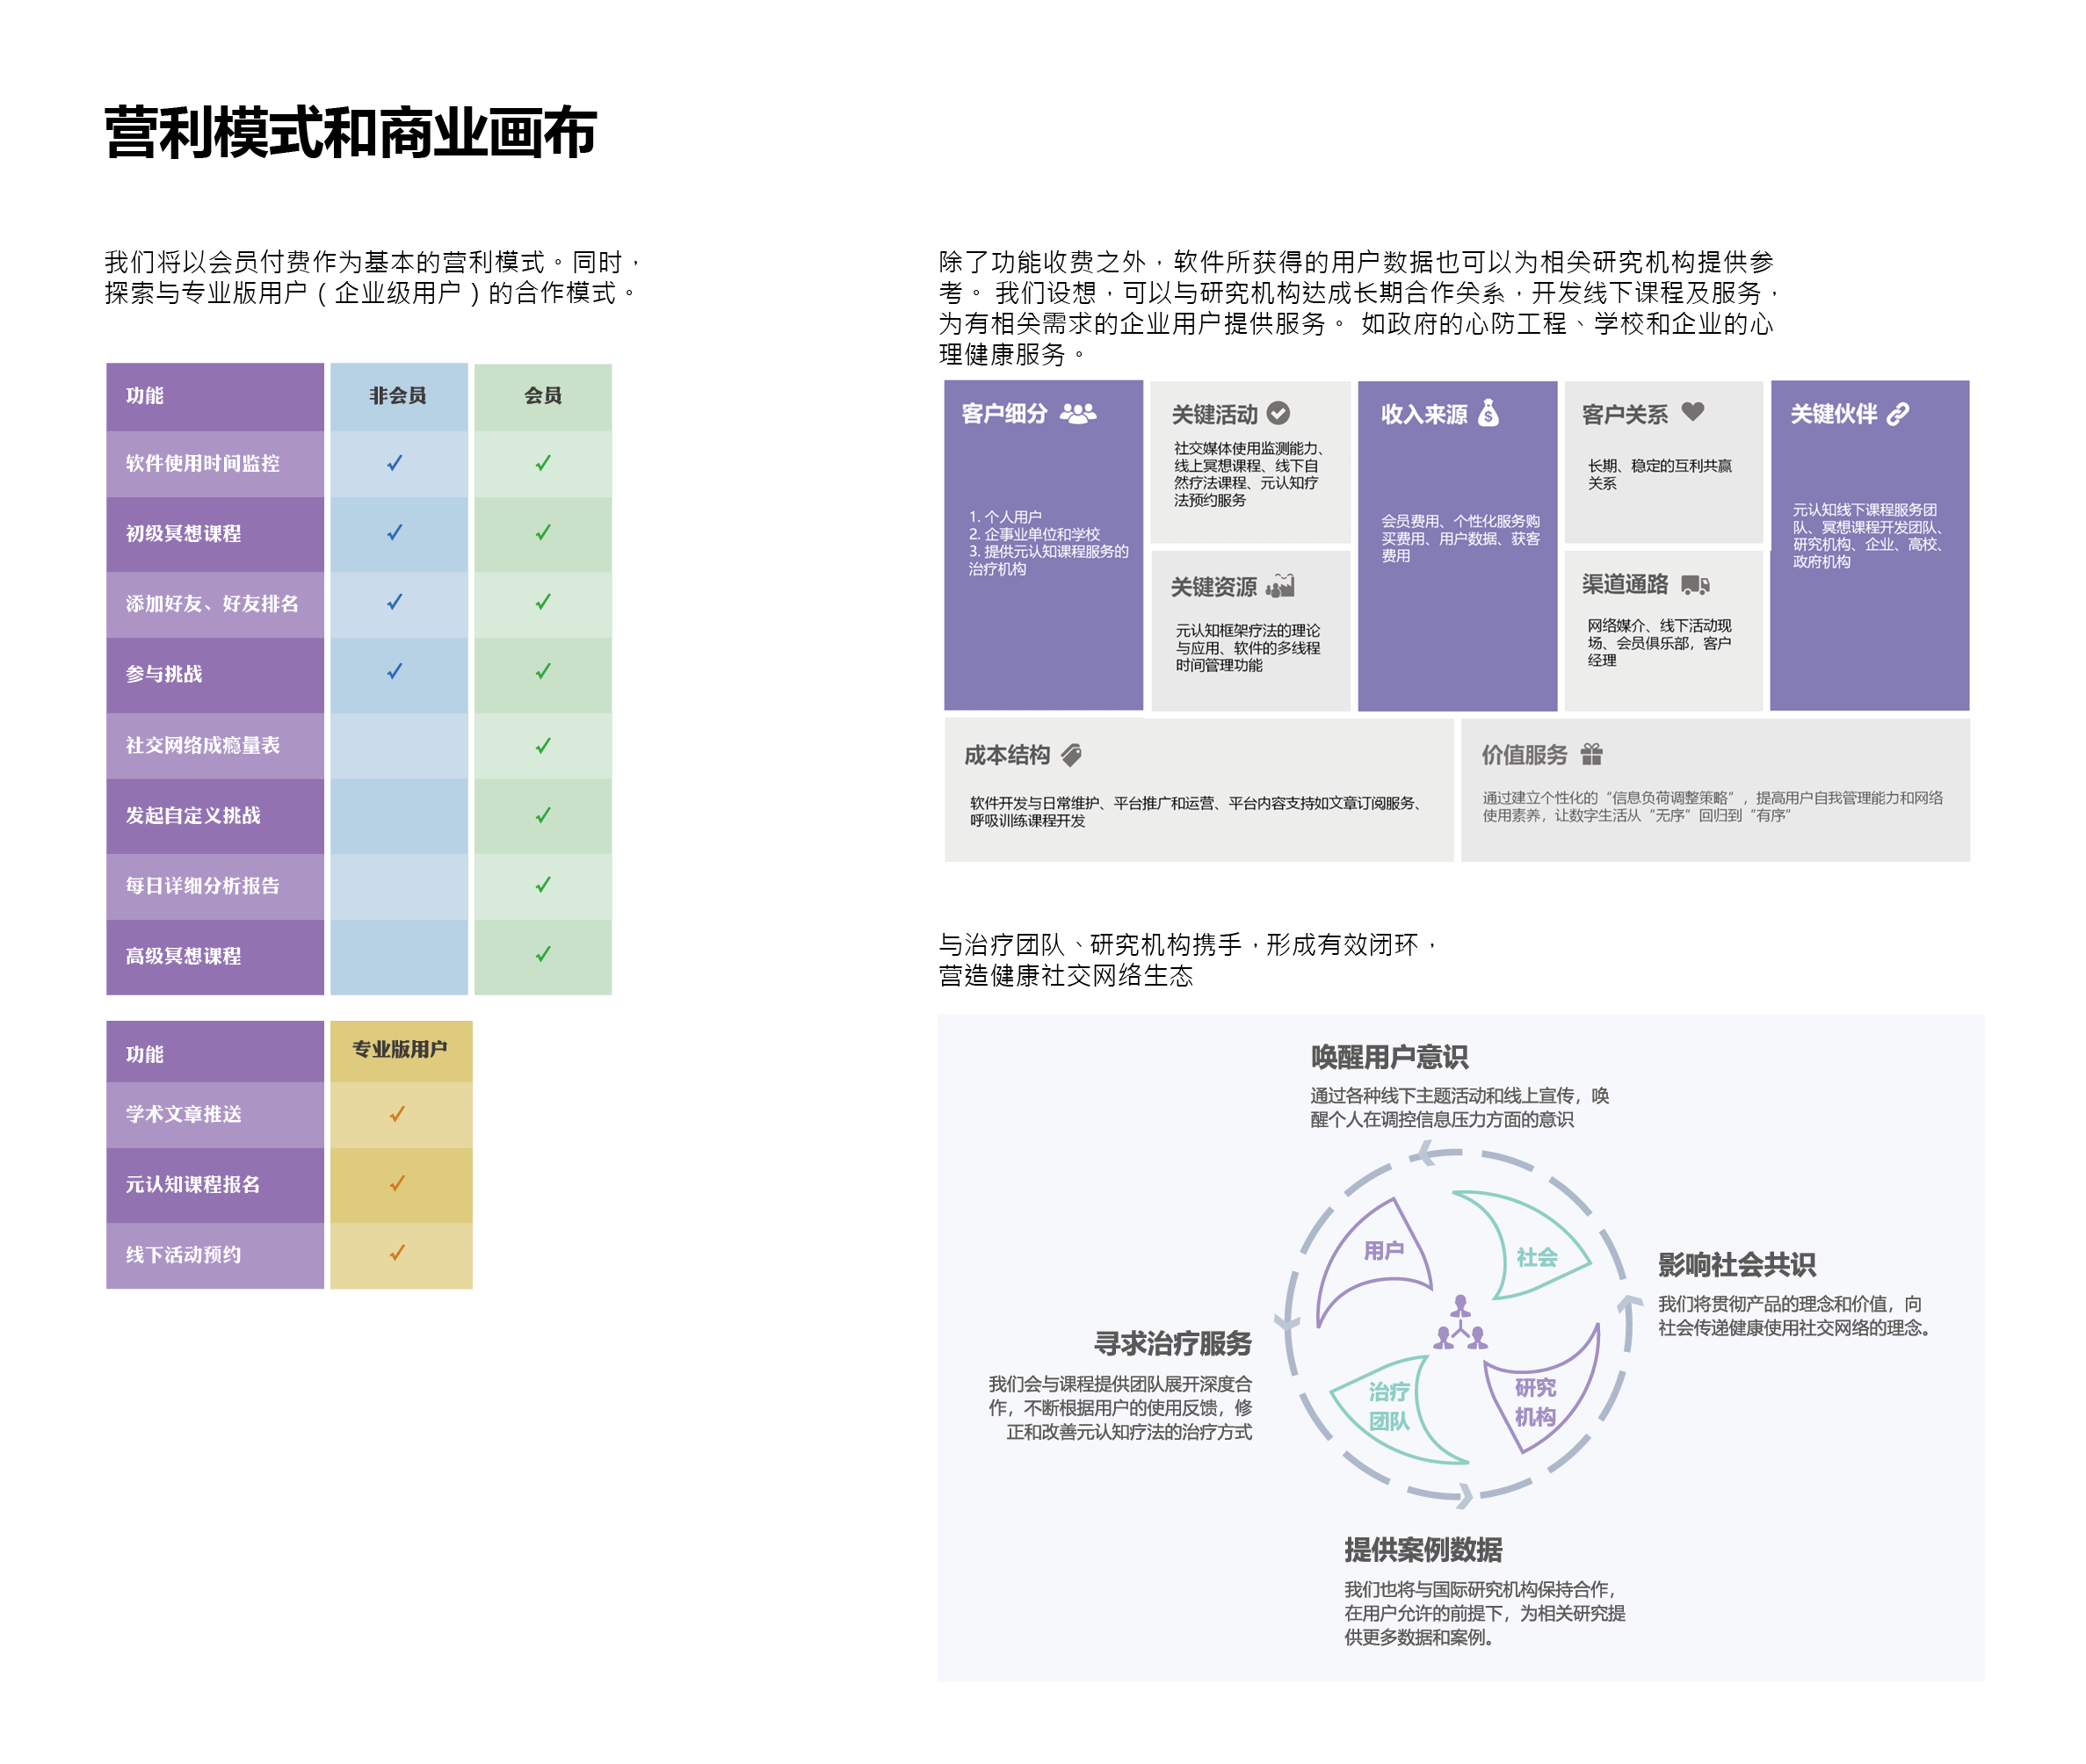 营利模式和商业画布
我们将以会员付费作为基本的营利模式。同时，
探索与专业版用户（企业级用户）的合作模式。
功能 非会员 会员
软件使用时间监控 ✓ ✓
初级冥想课程 ✓ ✓
添加好友、好友排名 ✓ ✓
参与挑战 ✓ ✓
社交网络成瘾量表 ✓
发起自定义挑战 ✓
每日详细分析报告 ✓
高级冥想课程 ✓
功能 专业版用户
学术文章推送 ✓
元认知课程报名 ✓
线下活动预约 ✓
除了功能收费之外，软件所获得的用户数据也可以为相关研究机构提供参
考。 我们设想，可以与研究机构达成长期合作关系，开发线下课程及服务，
为有相关需求的企业用户提供服务。 如政府的心防工程、学校和企业的心
理健康服务。
客户细分
1. 个人用户
2. 企事业单位和学校
3. 提供元认知课程服务的
治疗机构
关键活动
社交媒体使用监测能力、
线上冥想课程、线下自
然疗法课程、元认知疗
法预约服务
关键资源
元认知框架疗法的理论
与应用、软件的多线程
时间管理功能
收入来源
会员费用、个性化服务购
买费用、用户数据、获客
费用
客户关系
长期、稳定的互利共赢
关系
渠道通路
网络媒介、线下活动现
场、会员俱乐部，客户
经理
关键伙伴
元认知线下课程服务团
队、冥想课程开发团队、
研究机构、企业、高校、
政府机构
成本结构
软件开发与日常维护、平台推广和运营、平台内容支持如文章订阅服务、
呼吸训练课程开发
价值服务
通过建立个性化的“信息负荷调整策略”，提高用户自我管理能力和网络
使用素养，让数字生活从“无序”回归到“有序”
与治疗团队、研究机构携手，形成有效闭环，
营造健康社交网络生态
唤醒用户意识
通过各种线下主题活动和线上宣传，唤
醒个人在调控信息压力方面的意识
用户
社会
影响社会共识
我们将贯彻产品的理念和价值，向
社会传递健康使用社交网络的理念。
寻求治疗服务
我们会与课程提供团队展开深度合
作，不断根据用户的使用反馈，修
正和改善元认知疗法的治疗方式
治疗
团队
研究
机构
提供案例数据
我们也将与国际研究机构保持合作，
在用户允许的前提下，为相关研究提
供更多数据和案例。